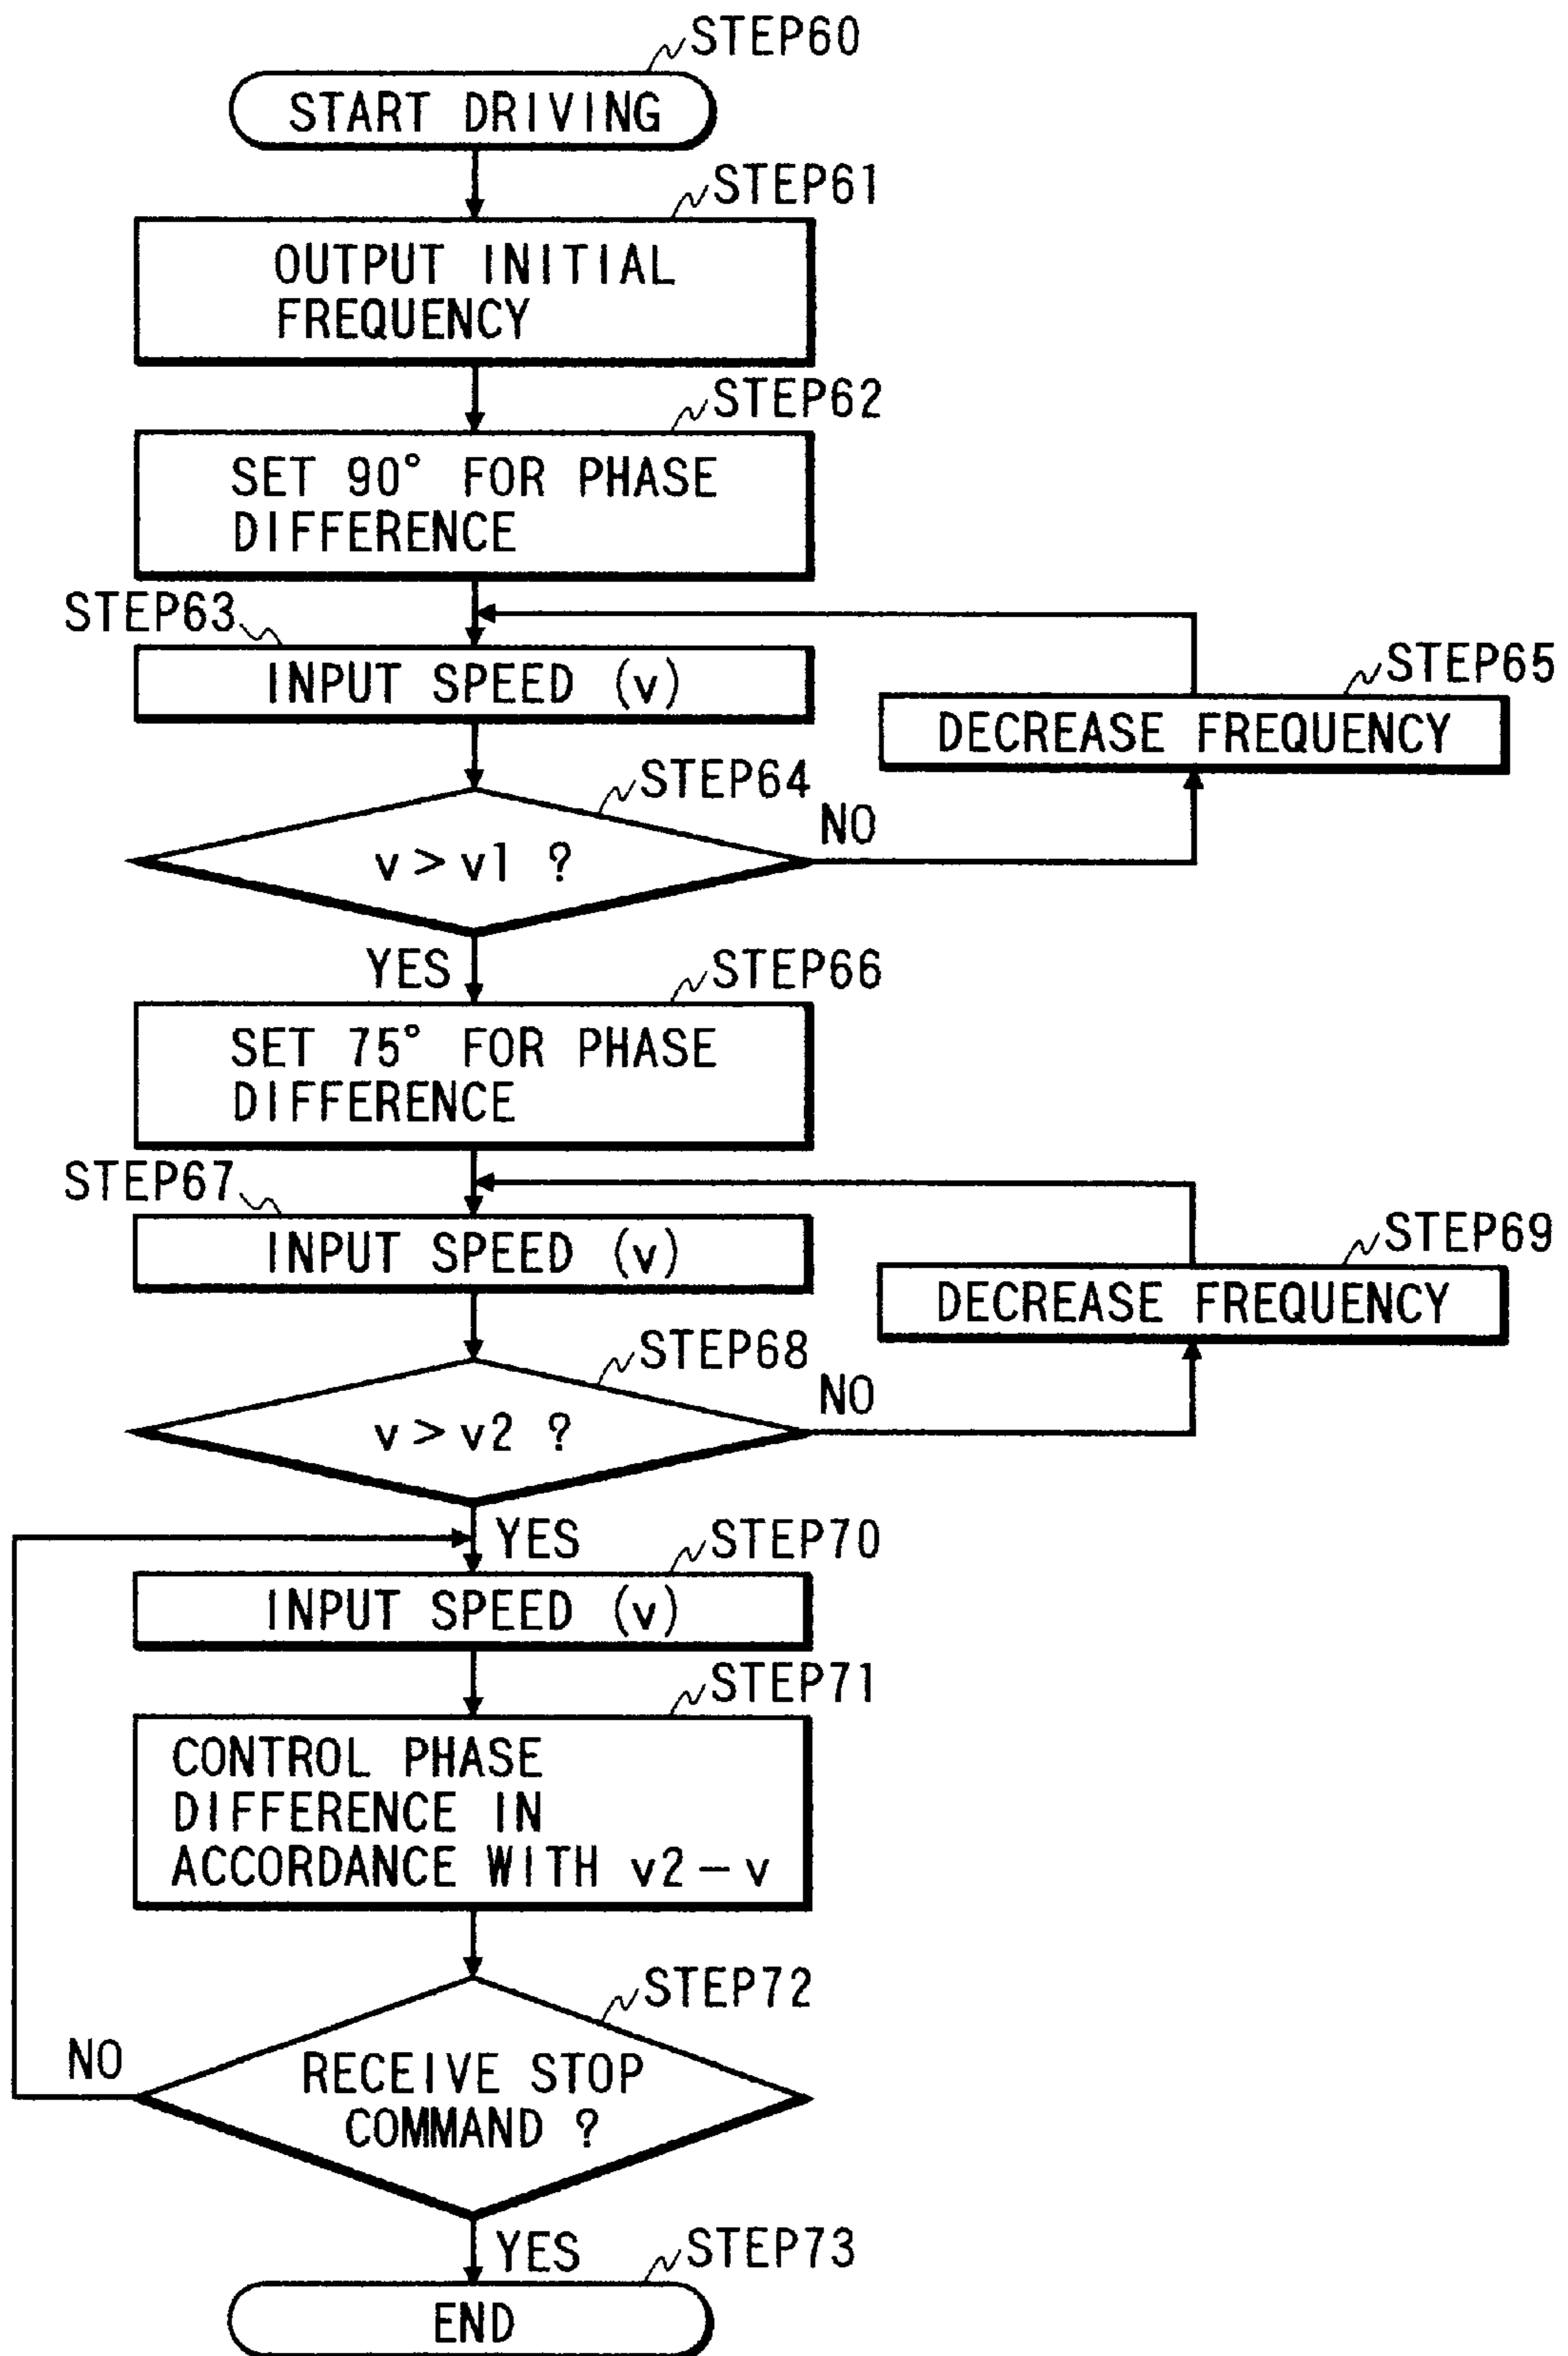 STEP60
START DRIVING
STEP61
OUTPUT INITIAL
FREQUENCY
STEP62
SET 90° FOR PHASE
DIFFERENCE
STEP63
INPUT SPEED (v)
STEP65
DECREASE FREQUENCY
STEP64
v > v1 ?
NO
YES
STEP66
SET 75° FOR PHASE
DIFFERENCE
STEP67
INPUT SPEED (v)
STEP69
DECREASE FREQUENCY
STEP68
v > v2 ?
NO
YES
STEP70
INPUT SPEED (v)
STEP71
CONTROL PHASE
DIFFERENCE IN
ACCORDANCE WITH v2 – v
STEP72
RECEIVE STOP
COMMAND ?
NO
YES
STEP73
END